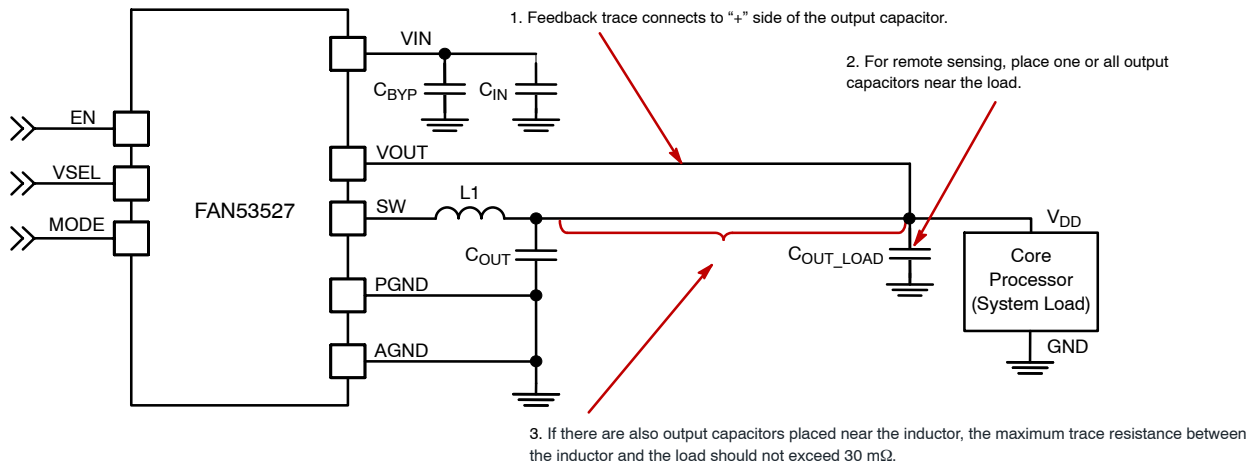 1. Feedback trace connects to “+” side of the output capacitor.
2. For remote sensing, place one or all output
capacitors near the load.
VIN
CBYP
CIN
EN
VOUT
VSEL
FAN53527
SW
L1
MODE
VDD
COUT
COUT_LOAD
Core
Processor
(System Load)
PGND
GND
AGND
3. If there are also output capacitors placed near the inductor, the maximum trace resistance between
the inductor and the load should not exceed 30 mΩ.